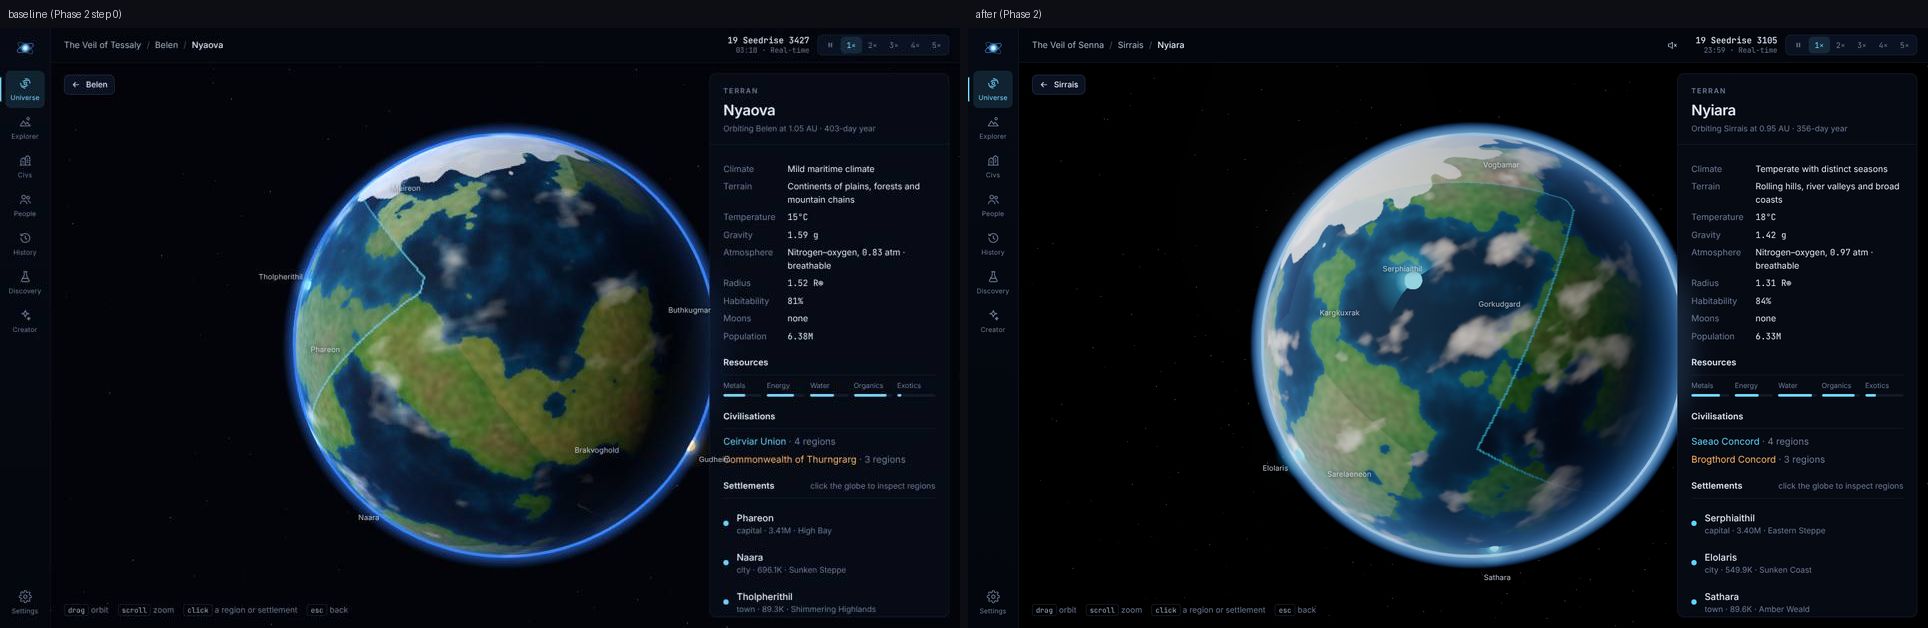 baseline (Phase 2 step 0)
The Veil of Tessaly / Belen / Nyaova
19 Seedrise 3427
03:10 · Real-time
1× 2× 3× 4× 5×
Universe
Explorer
Civs
People
History
Discovery
Creator
Settings
← Belen
Meireon
Tholpherithil
Buthkugmar
Phareon
Brakvoghold
Naara
TERRAN
Nyaova
Orbiting Belen at 1.05 AU · 403-day year
Climate Mild maritime climate
Terrain Continents of plains, forests and
mountain chains
Temperature 15°C
Gravity 1.59 g
Atmosphere Nitrogen–oxygen, 0.83 atm ·
breathable
Radius 1.52 R⊕
Habitability 81%
Moons none
Population 6.38M
Resources
Metals Energy Water Organics Exotics
Civilisations
Ceirviar Union · 4 regions
Commonwealth of Thurngrarg · 3 regions
Settlements click the globe to inspect regions
Phareon
capital · 3.41M · High Bay
Naara
city · 696.1K · Sunken Steppe
Tholpherithil
town · 89.3K · Shimmering Highlands
drag orbit scroll zoom click a region or settlement esc back
after (Phase 2)
The Veil of Senna / Sirrais / Nyiara
19 Seedrise 3105
23:59 · Real-time
1× 2× 3× 4× 5×
Universe
Explorer
Civs
People
History
Discovery
Creator
Settings
← Sirrais
Vogbamar
Serphiaithil
Gorkudgard
Kargkuxrak
Elolaris
Sarelaeneon
Sathara
TERRAN
Nyiara
Orbiting Sirrais at 0.95 AU · 356-day year
Climate Temperate with distinct seasons
Terrain Rolling hills, river valleys and broad
coasts
Temperature 18°C
Gravity 1.42 g
Atmosphere Nitrogen–oxygen, 0.97 atm ·
breathable
Radius 1.31 R⊕
Habitability 84%
Moons none
Population 6.33M
Resources
Metals Energy Water Organics Exotics
Civilisations
Saeao Concord · 4 regions
Brogthord Concord · 3 regions
Settlements click the globe to inspect regions
Serphiaithil
capital · 3.40M · Eastern Steppe
Elolaris
city · 549.9K · Sunken Coast
Sathara
town · 89.6K · Amber Weald
drag orbit scroll zoom click a region or settlement esc back